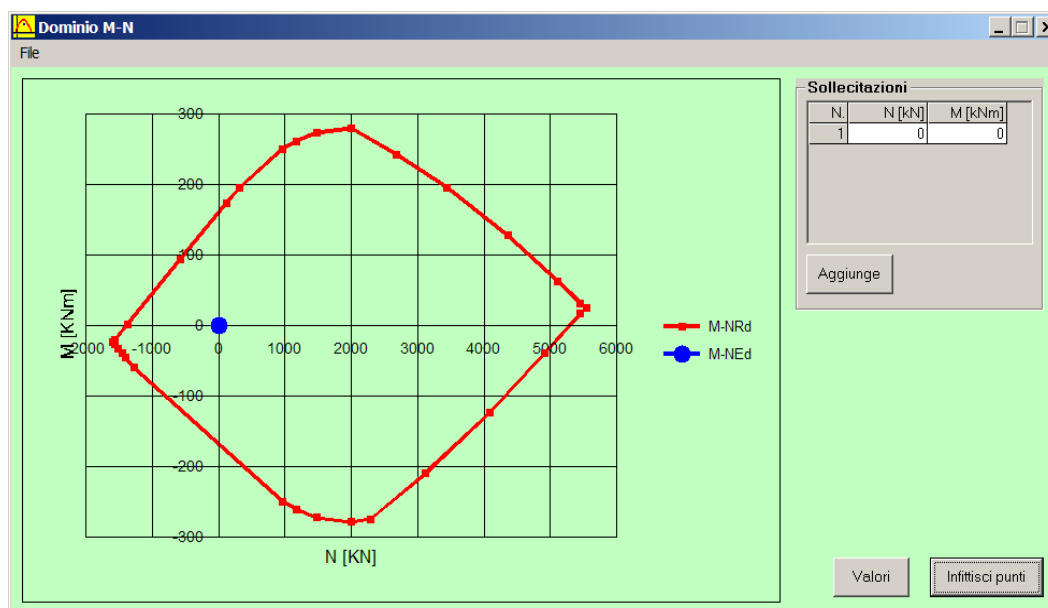 Dominio M-N
File
Sollecitazioni
N. N [kN] M [kNm]
1 0 0
Aggiunge
300
200
100
0
-100
-200
-300
M [KNm]
-2000 -1000 0 1000 2000 3000 4000 5000 6000
N [KN]
M-NRd
M-NEd
Valori
Infittisci punti